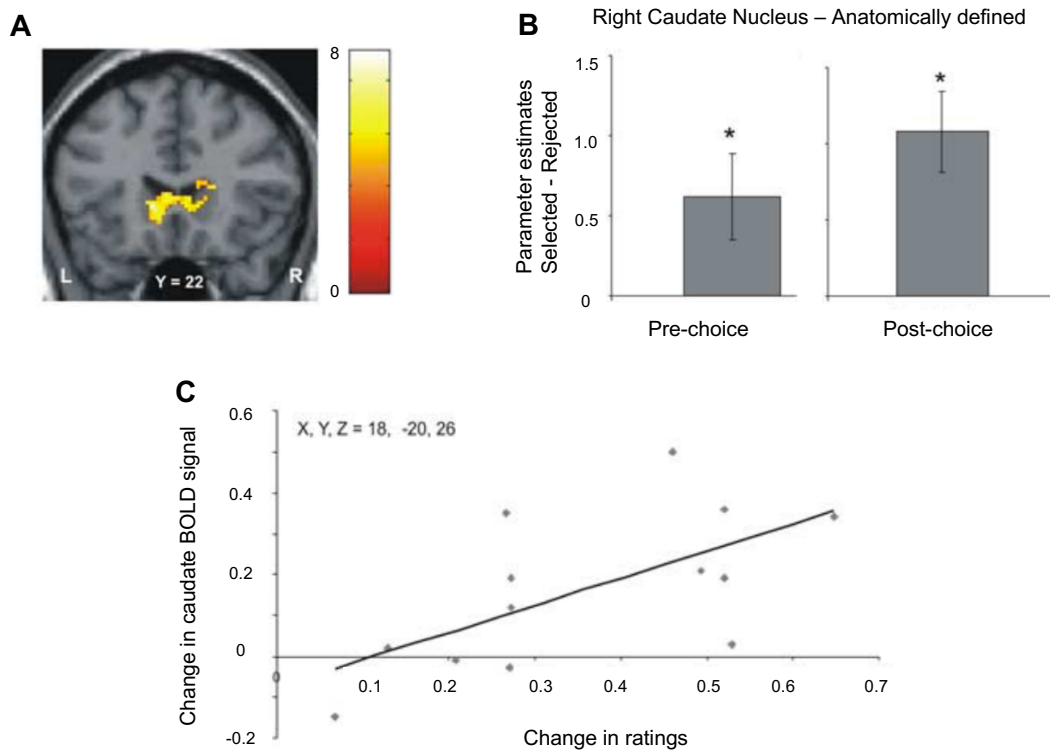 A
8
0
L
Y = 22
R
B
Right Caudate Nucleus – Anatomically defined
Parameter estimates
Selected - Rejected
1.5
1.0
0.5
0
*
*
Pre-choice
Post-choice
C
X, Y, Z = 18, -20, 26
Change in caudate BOLD signal
0.6
0.4
0.2
0
-0.2
0
0.1
0.2
0.3
0.4
0.5
0.6
0.7
Change in ratings